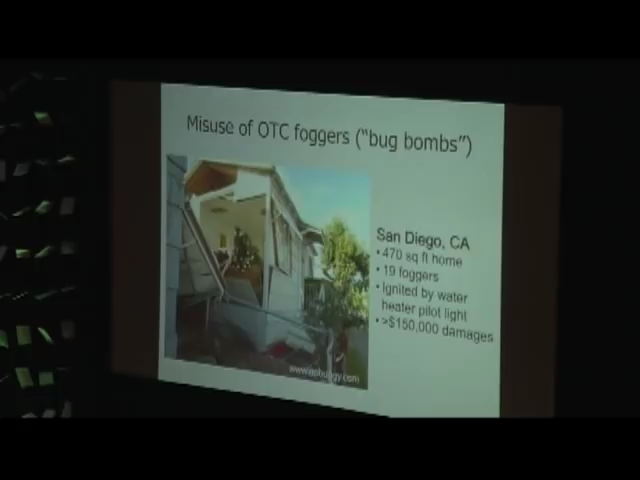 Misuse of OTC foggers ("bug bombs")
San Diego, CA
• 470 sq ft home
• 19 foggers
• Ignited by water
heater pilot light
• >$150,000 damages